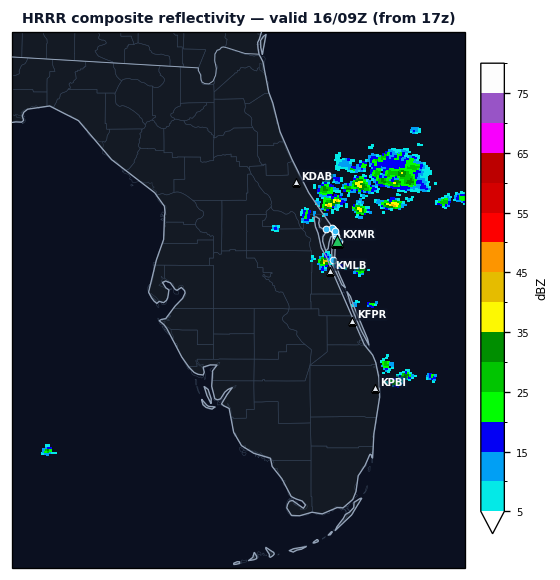 HRRR composite reflectivity — valid 16/09Z (from 17z)
KDAB
KXMR
KMLB
KFPR
KPBI
75
65
55
45
35
25
15
5
dBZ